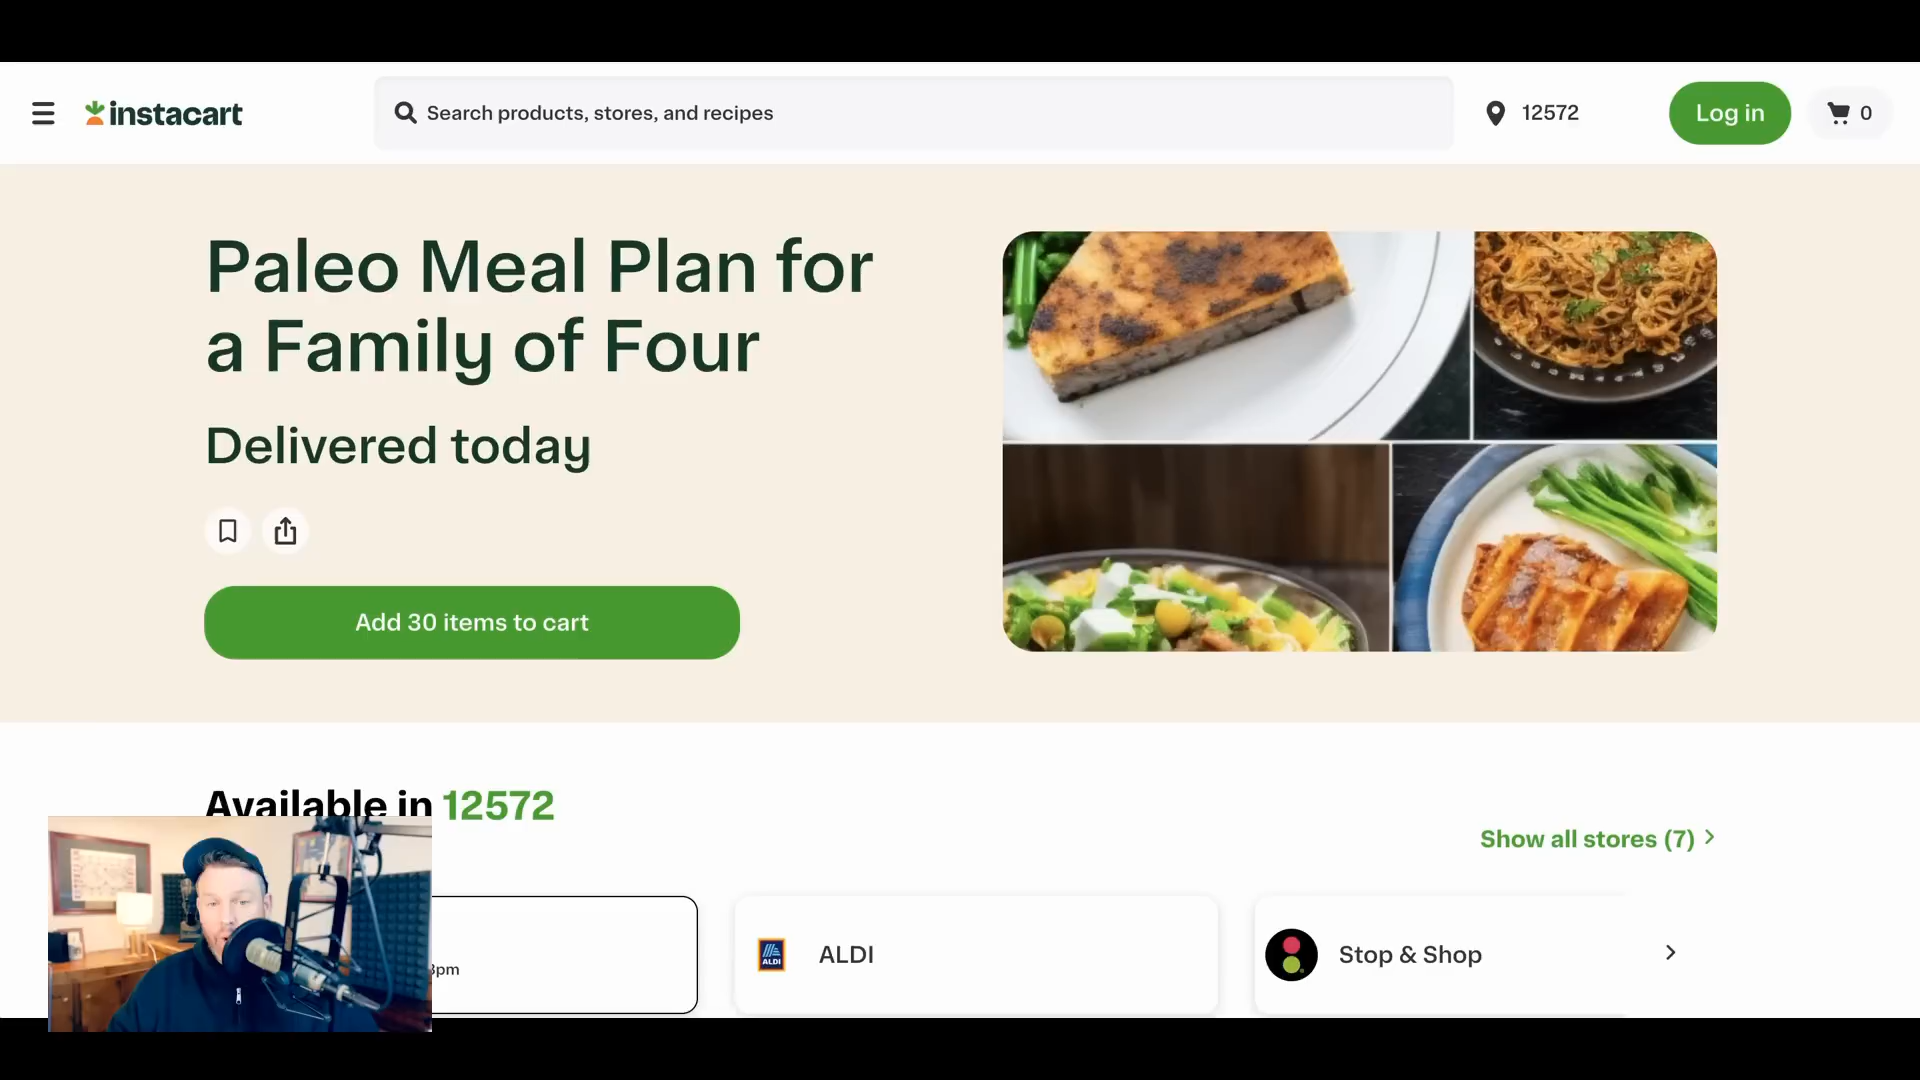 instacart
Search products, stores, and recipes
12572
Log in
0
Paleo Meal Plan for
a Family of Four
Delivered today
Add 30 items to cart
Available in 12572
Show all stores (7)
ALDI
ALDI
Stop & Shop